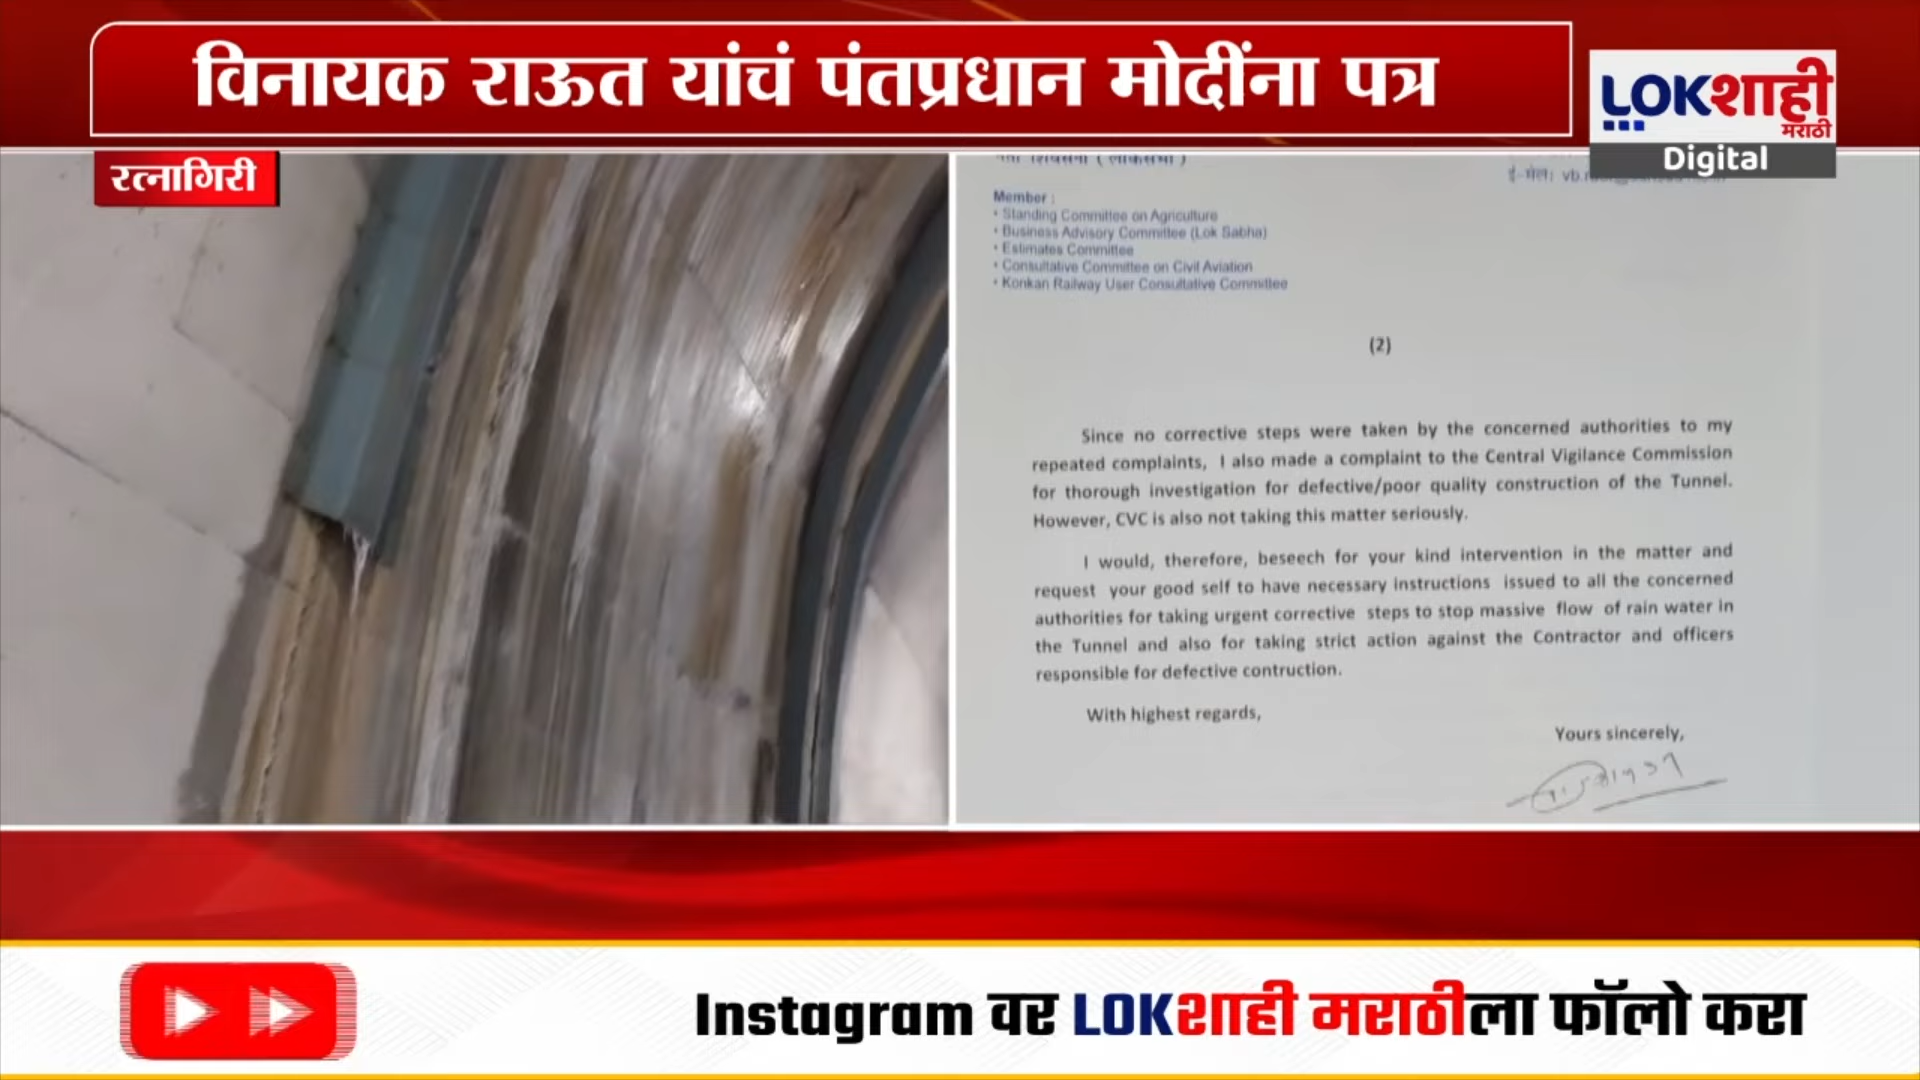 विनायक राऊत यांचं पंतप्रधान मोदींना पत्र
LOKशाही
मराठी
Digital
रत्नागिरी
( लोकसभा )
ई-मेल:
Member :
• Standing Committee on Agriculture
• Business Advisory Committee (Lok Sabha)
• Estimates Committee
• Consultative Committee on Civil Aviation
• Konkan Railway User Consultative Committee
(2)
Since no corrective steps were taken by the concerned authorities to my
repeated complaints, I also made a complaint to the Central Vigilance Commission
for thorough investigation for defective/poor quality construction of the Tunnel.
However, CVC is also not taking this matter seriously.
I would, therefore, beseech for your kind intervention in the matter and
request your good self to have necessary instructions issued to all the concerned
authorities for taking urgent corrective steps to stop massive flow of rain water in
the Tunnel and also for taking strict action against the Contractor and officers
responsible for defective contruction.
With highest regards,
Yours sincerely,
Instagram वर LOKशाही मराठीला फॉलो करा